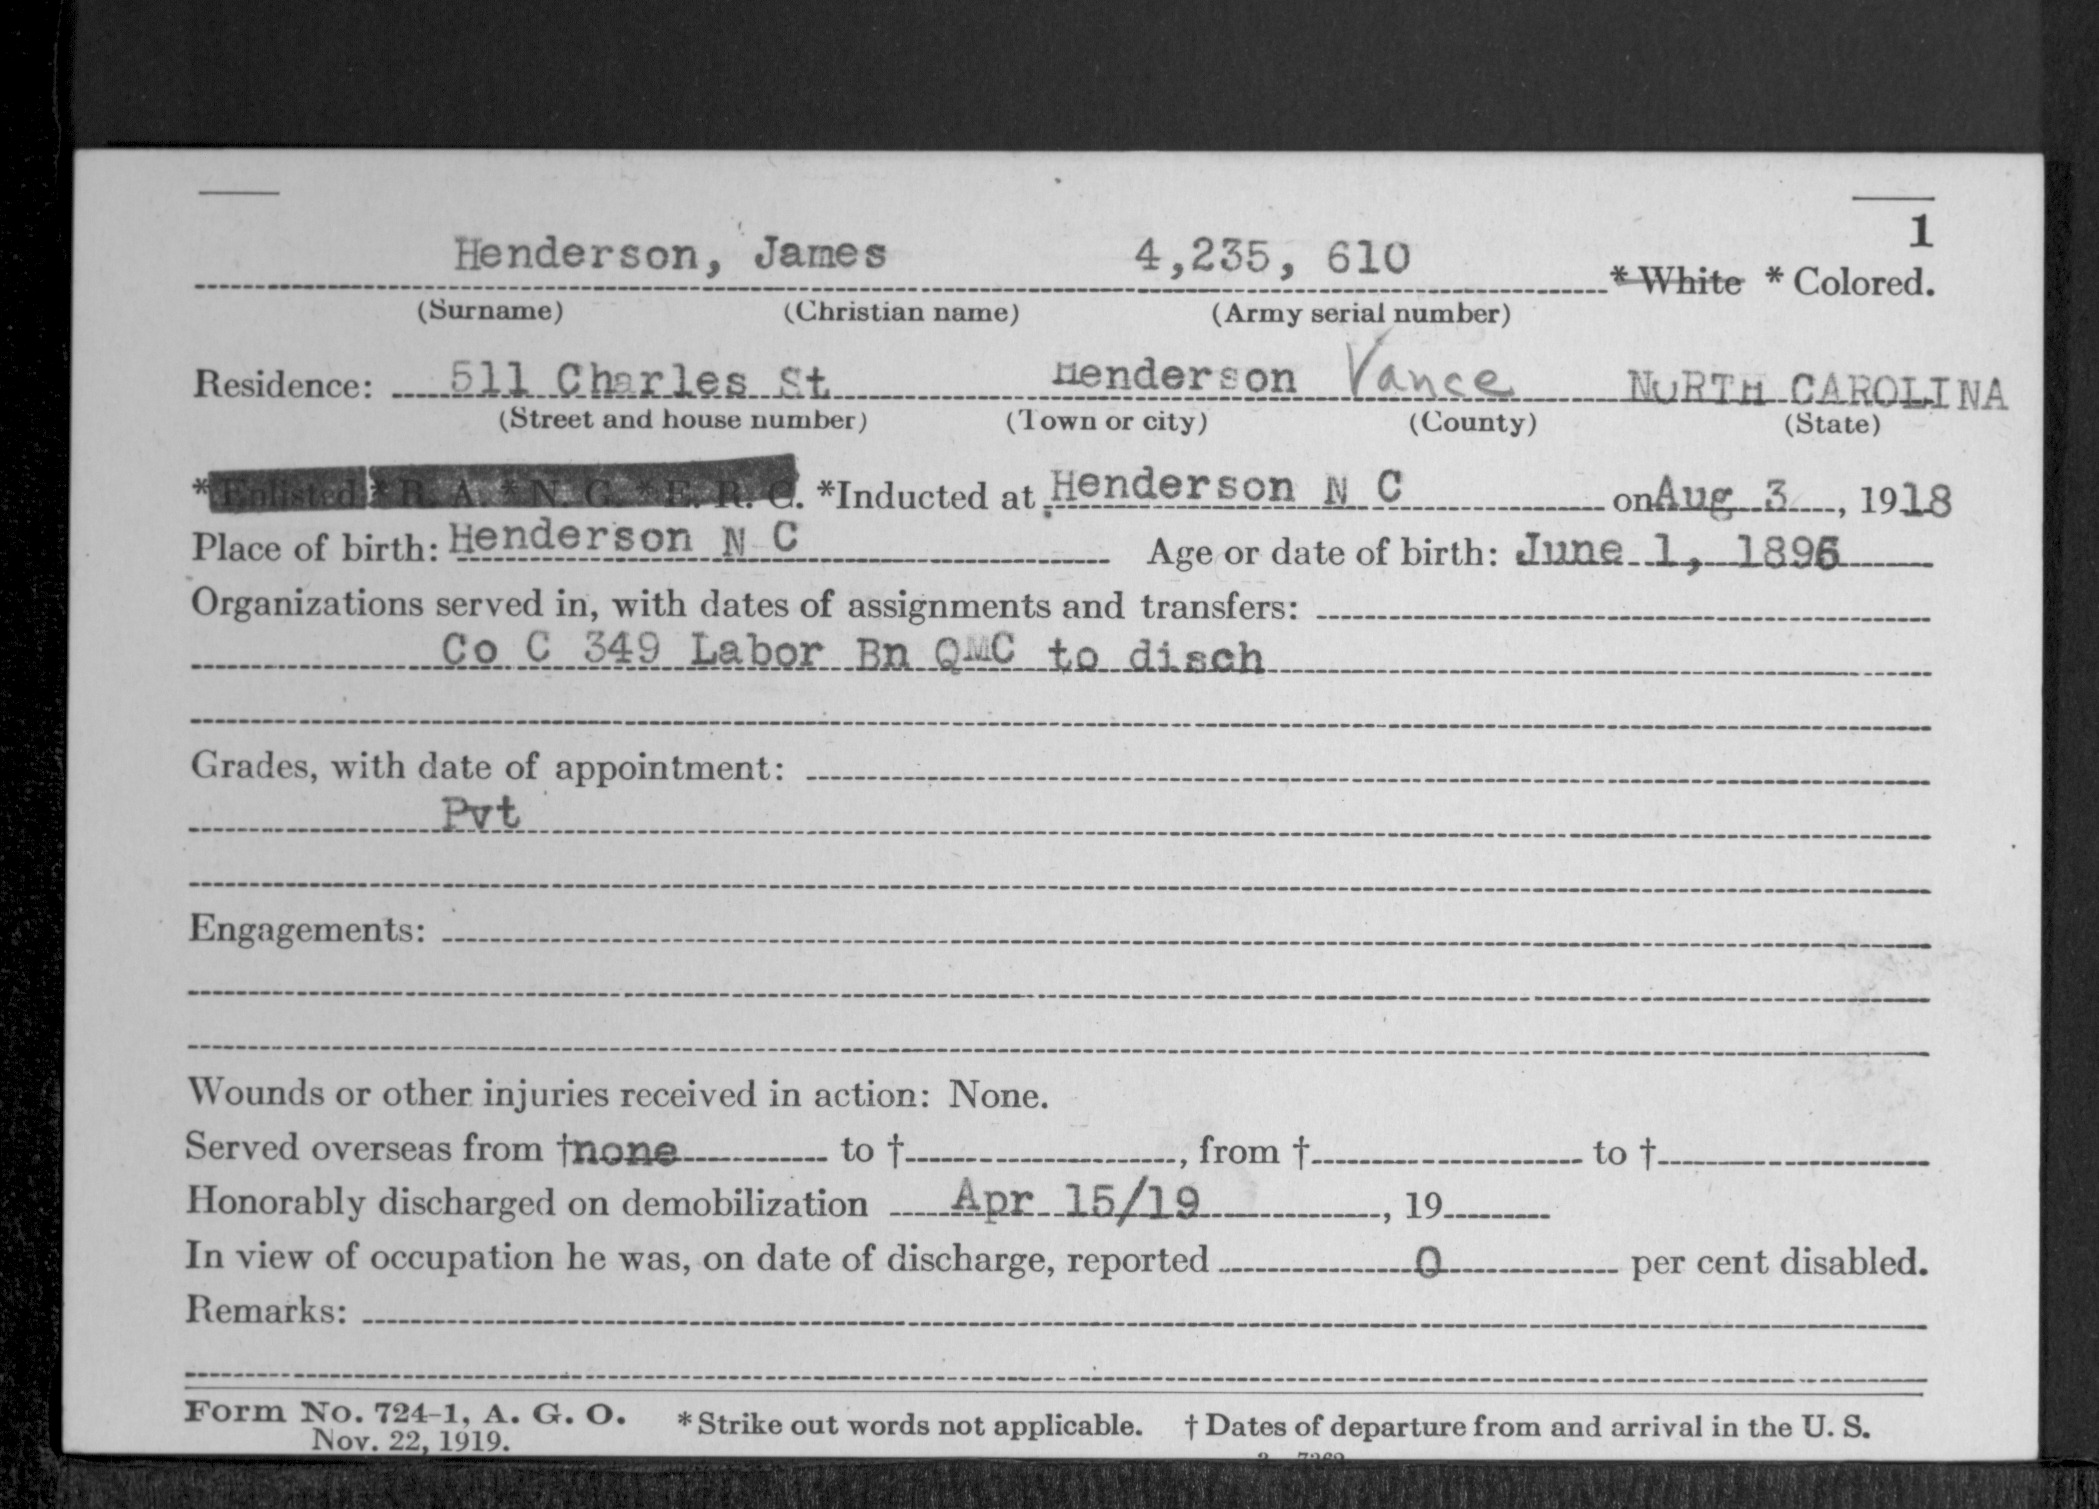 1
Henderson, James 4,235, 610 * White * Colored.
(Surname) (Christian name) (Army serial number)
Residence: 511 Charles St Henderson Vance NORTH CAROLINA
(Street and house number) (Town or city) (County) (State)
* Enlisted * R. A. * N. G. * E. R. C. *Inducted at Henderson N C on Aug 3, 1918
Place of birth: Henderson N C Age or date of birth: June 1, 1896
Organizations served in, with dates of assignments and transfers:
Co C 349 Labor Bn QMC to disch
Grades, with date of appointment:
Pvt
Engagements:
Wounds or other injuries received in action: None.
Served overseas from †none to †, from † to †
Honorably discharged on demobilization Apr 15/19, 19
In view of occupation he was, on date of discharge, reported 0 per cent disabled.
Remarks:
Form No. 724-1, A. G. O. * Strike out words not applicable. † Dates of departure from and arrival in the U. S.
Nov. 22, 1919.